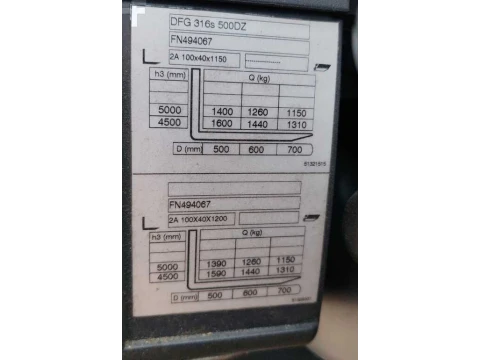 DFG 316s 500DZ
FN494067
2A 100x40x1150
h3 (mm) Q (kg)
5000 1400 1260 1150
4500 1600 1440 1310
D (mm) 500 600 700
FN494067
2A 100X40X1200
h3 (mm) Q (kg)
5000 1390 1260 1150
4500 1590 1440 1310
D (mm) 500 600 700